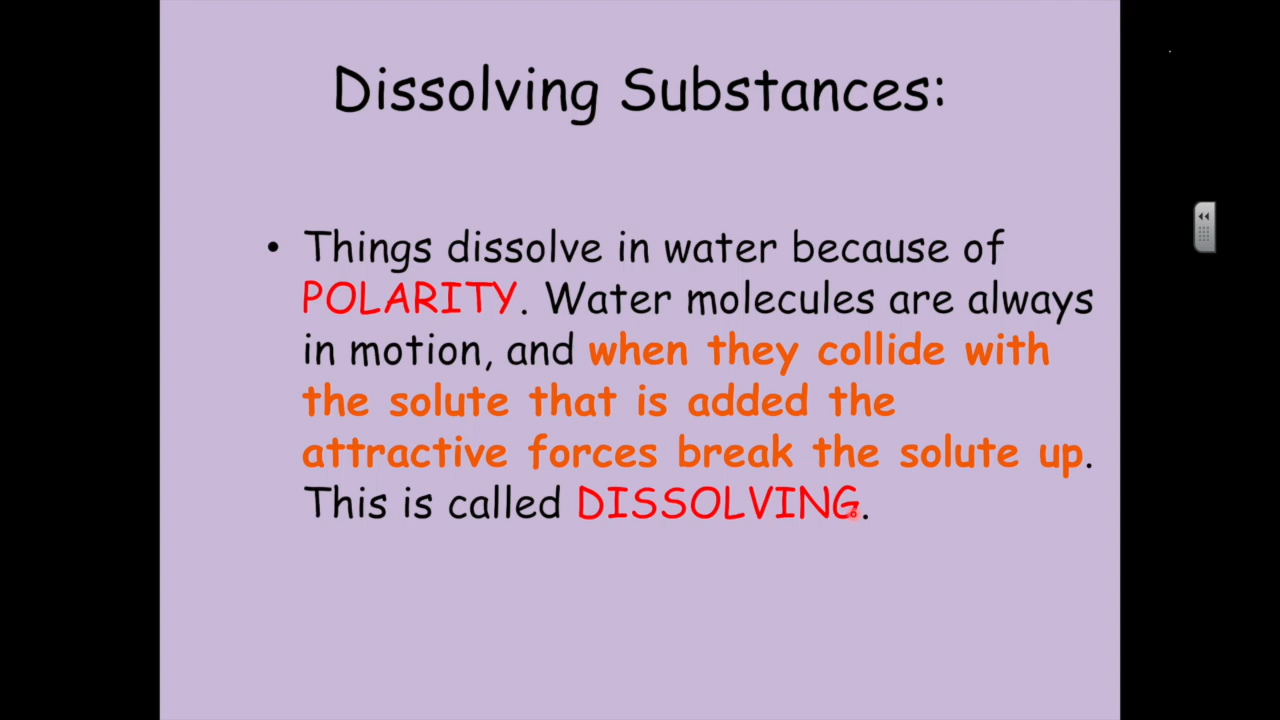 Dissolving Substances:
• Things dissolve in water because of
POLARITY. Water molecules are always
in motion, and when they collide with
the solute that is added the
attractive forces break the solute up.
This is called DISSOLVING.